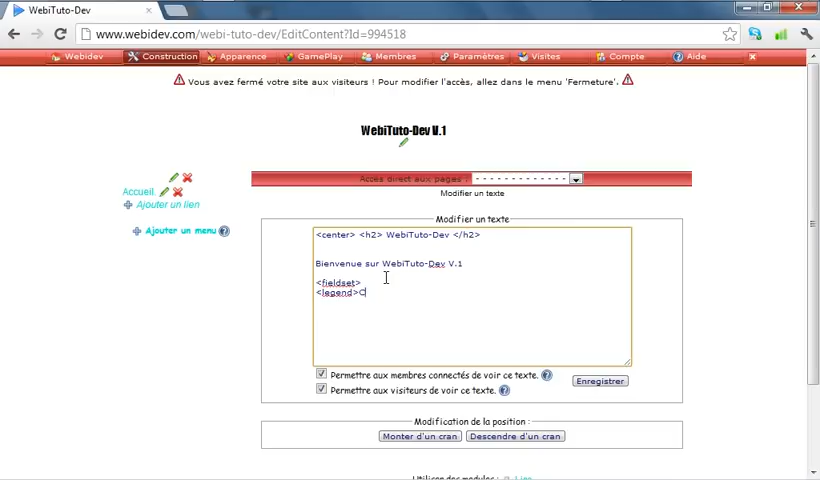 WebiTuto-Dev
www.webidev.com/webi-tuto-dev/EditContent?Id=994518
Webidev Construction Apparence GamePlay Membres Paramètres Visites Compte Aide
Vous avez fermé votre site aux visiteurs ! Pour modifier l'accès, allez dans le menu 'Fermeture'.
WebiTuto-Dev V.1
Accès direct aux pages : - - - - - - - - - - - - -
Accueil
Modifier un texte
Ajouter un lien
Ajouter un menu
Modifier un texte
<center> <h2> WebiTuto-Dev </h2>
Bienvenue sur WebiTuto-Dev V.1
<fieldset>
<legend>C
Permettre aux membres connectés de voir ce texte.
Permettre aux visiteurs de voir ce texte.
Enregistrer
Modification de la position :
Monter d'un cran Descendre d'un cran
Utiliser des modules : Lien